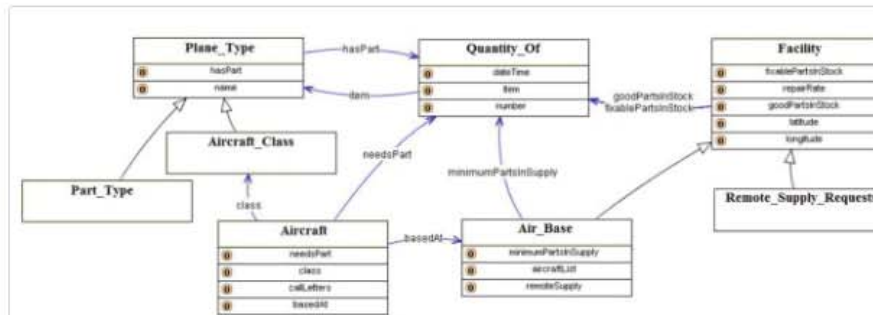 Plane_Type
hasPart
name
hasPart
item
Quantity_Of
dateTime
item
number
goodPartsInStock
fixablePartsInStock
Facility
fixablePartsInStock
repairRate
goodPartsInStock
latitude
longitude
Aircraft_Class
Part_Type
needsPart
minimumPartsInSupply
Remote_Supply_Requests
class
Aircraft
needsPart
class
callLetters
basedAt
basedAt
Air_Base
minimumPartsInSupply
aircraftList
remoteSupply